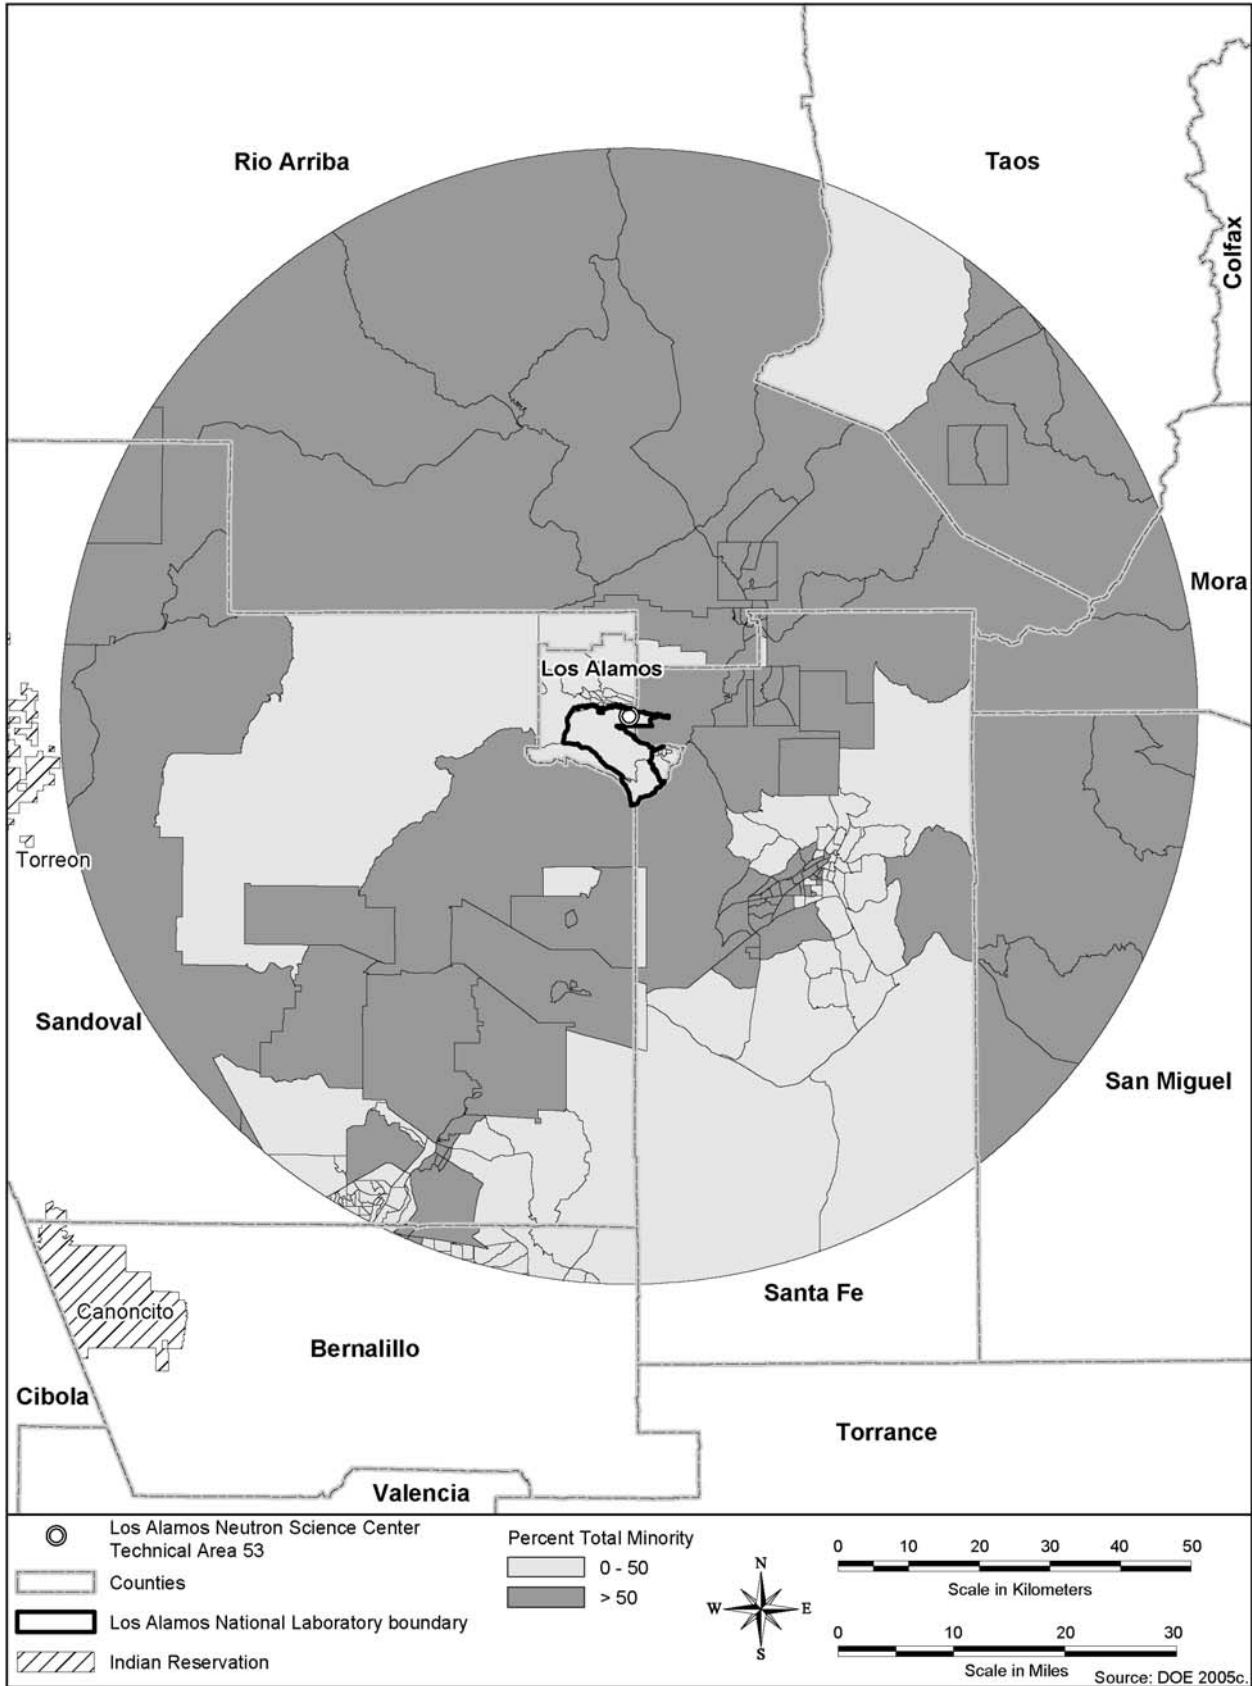 Rio Arriba
Taos
Colfax
Mora
Los Alamos
Torreon
Sandoval
San Miguel
Santa Fe
Canoncito
Bernalillo
Cibola
Torrance
Valencia
Los Alamos Neutron Science Center
Technical Area 53
Counties
Los Alamos National Laboratory boundary
Indian Reservation
Percent Total Minority
0 - 50
> 50
N
W E
S
0 10 20 30 40 50
Scale in Kilometers
0 10 20 30
Scale in Miles
Source: DOE 2005c.